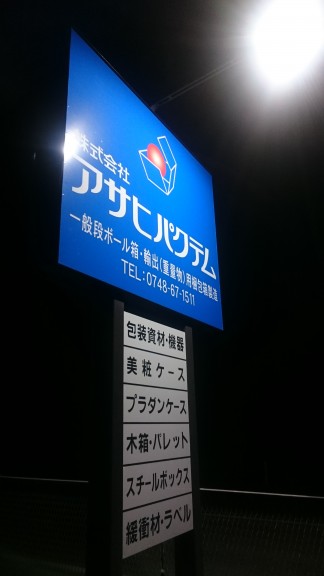 株式会社
アサヒパクテム
一般段ボール箱・輸出(重量物)用梱包装製造
TEL:0748-67-1511
包装資材・機器
美粧ケース
プラダンケース
木箱・パレット
スチールボックス
緩衝材・ラベル